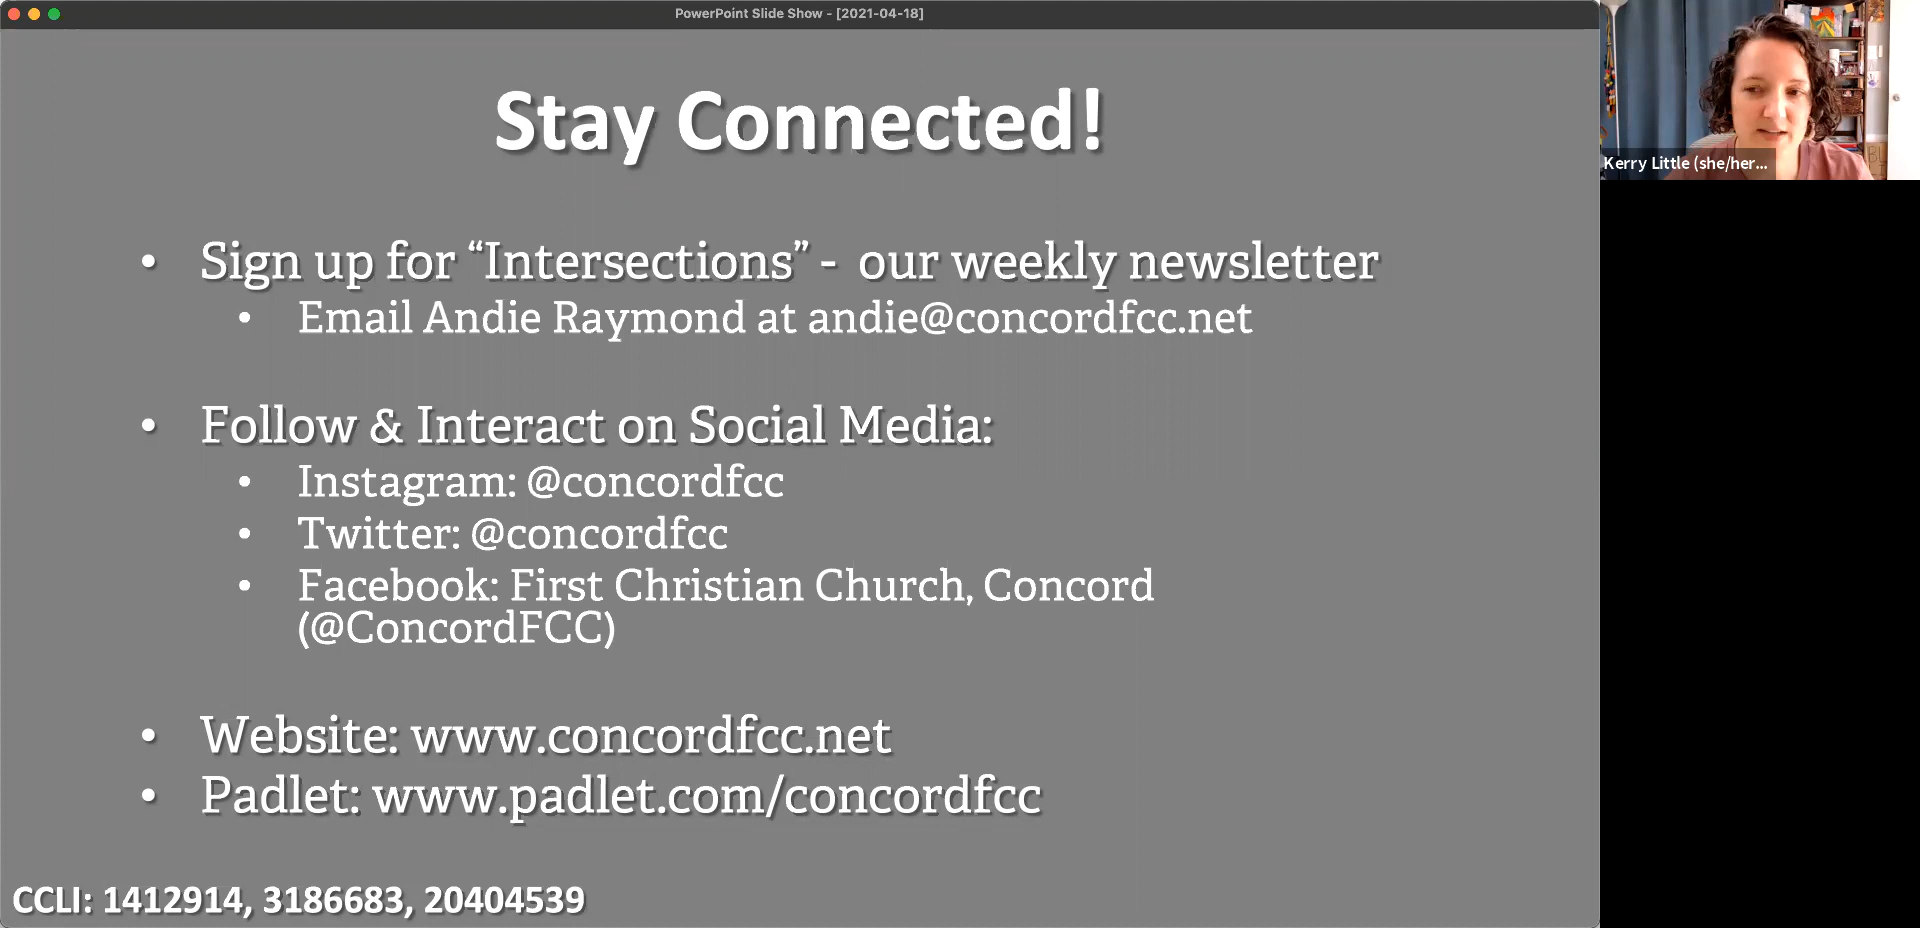 PowerPoint Slide Show - [2021-04-18]
Stay Connected!
• Sign up for “Intersections” - our weekly newsletter
• Email Andie Raymond at andie@concordfcc.net
• Follow & Interact on Social Media:
• Instagram: @concordfcc
• Twitter: @concordfcc
• Facebook: First Christian Church, Concord
(@ConcordFCC)
• Website: www.concordfcc.net
• Padlet: www.padlet.com/concordfcc
CCLI: 1412914, 3186683, 20404539
Kerry Little (she/her...